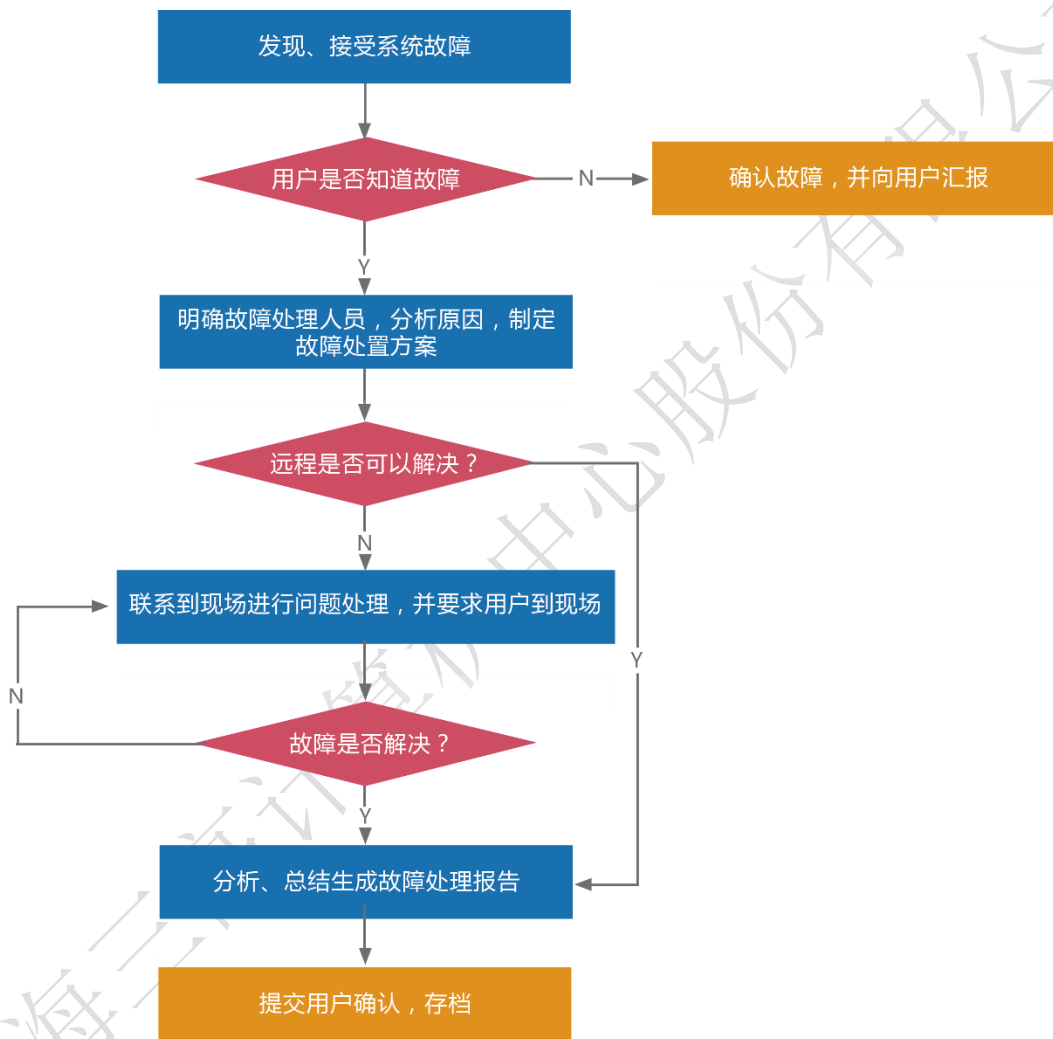 发现、接受系统故障
用户是否知道故障
N
确认故障，并向用户汇报
Y
明确故障处理人员，分析原因，制定
故障处置方案
远程是否可以解决？
N
联系到现场进行问题处理，并要求用户到现场
Y
N
故障是否解决？
Y
分析、总结生成故障处理报告
提交用户确认，存档